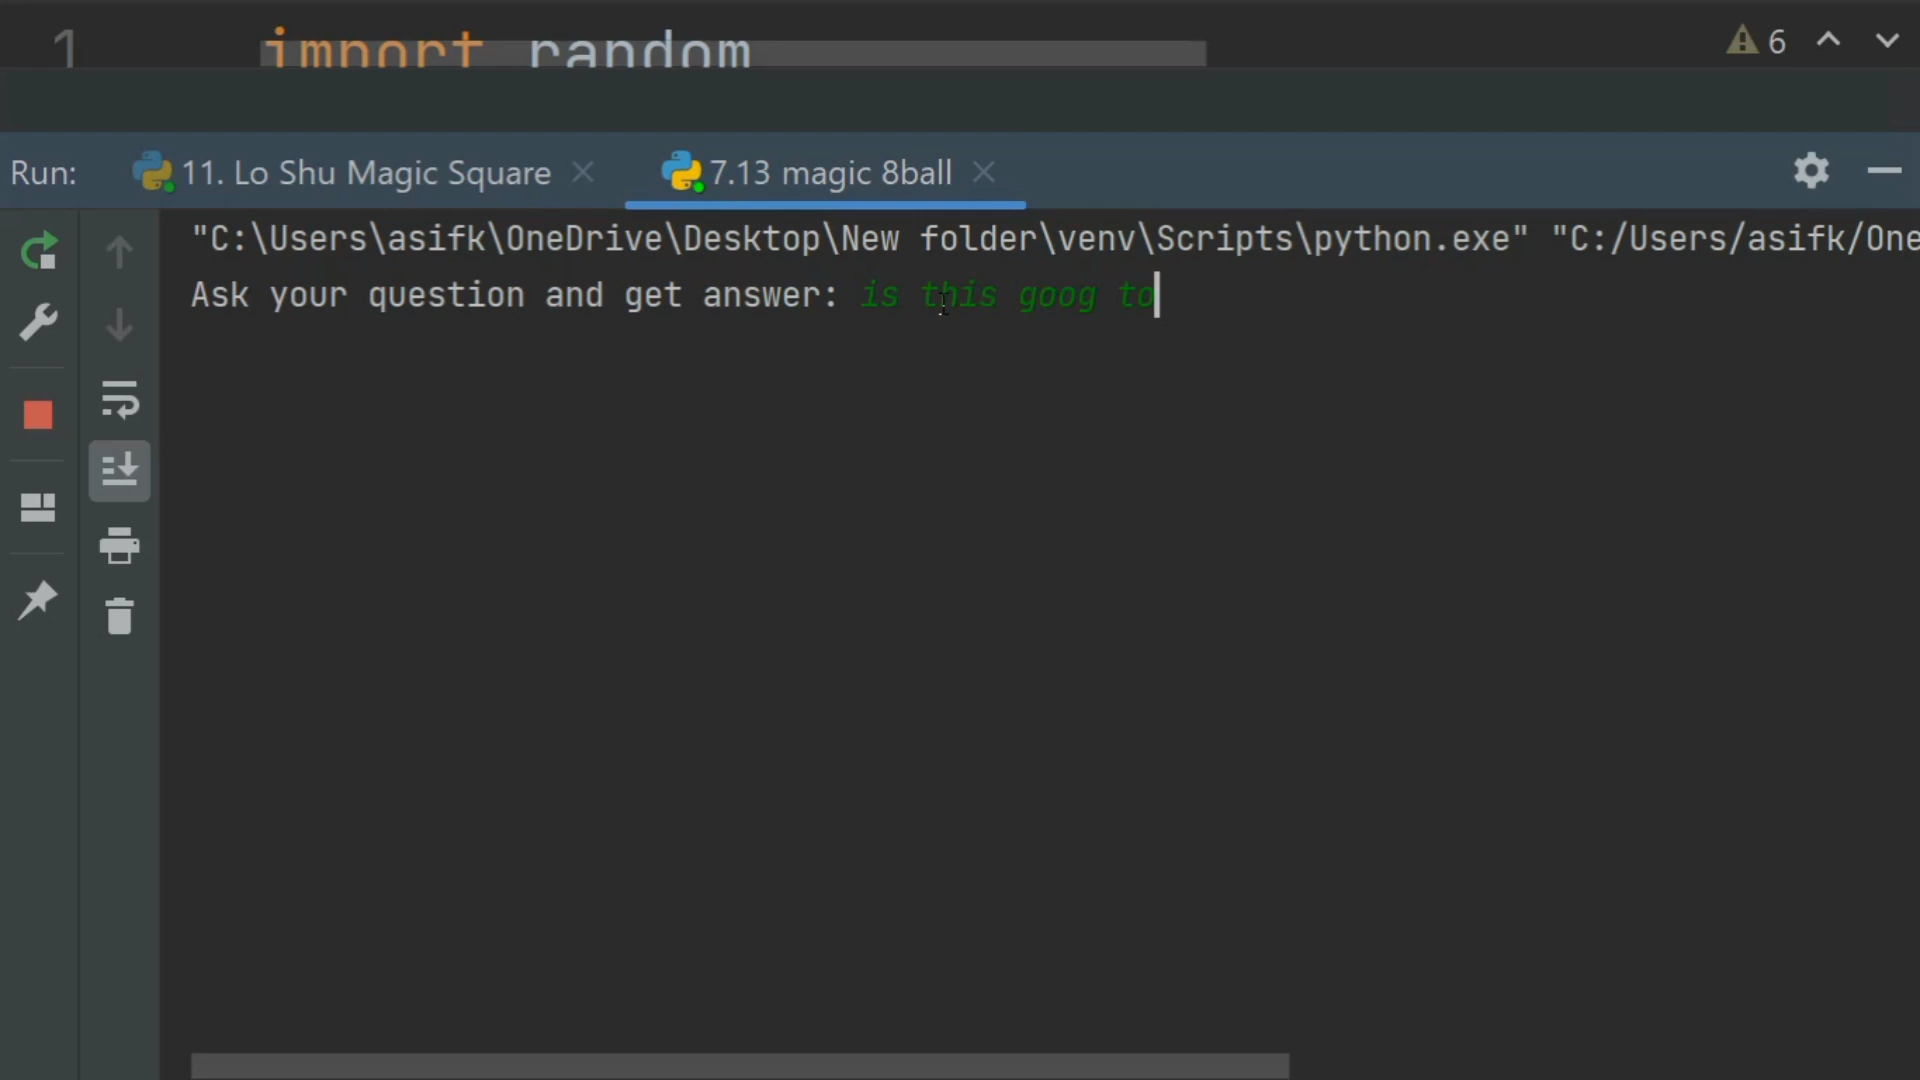 1 import random 6
Run: 11. Lo Shu Magic Square 7.13 magic 8ball
"C:\Users\asifk\OneDrive\Desktop\New folder\venv\Scripts\python.exe" "C:/Users/asifk/One
Ask your question and get answer: is this goog to